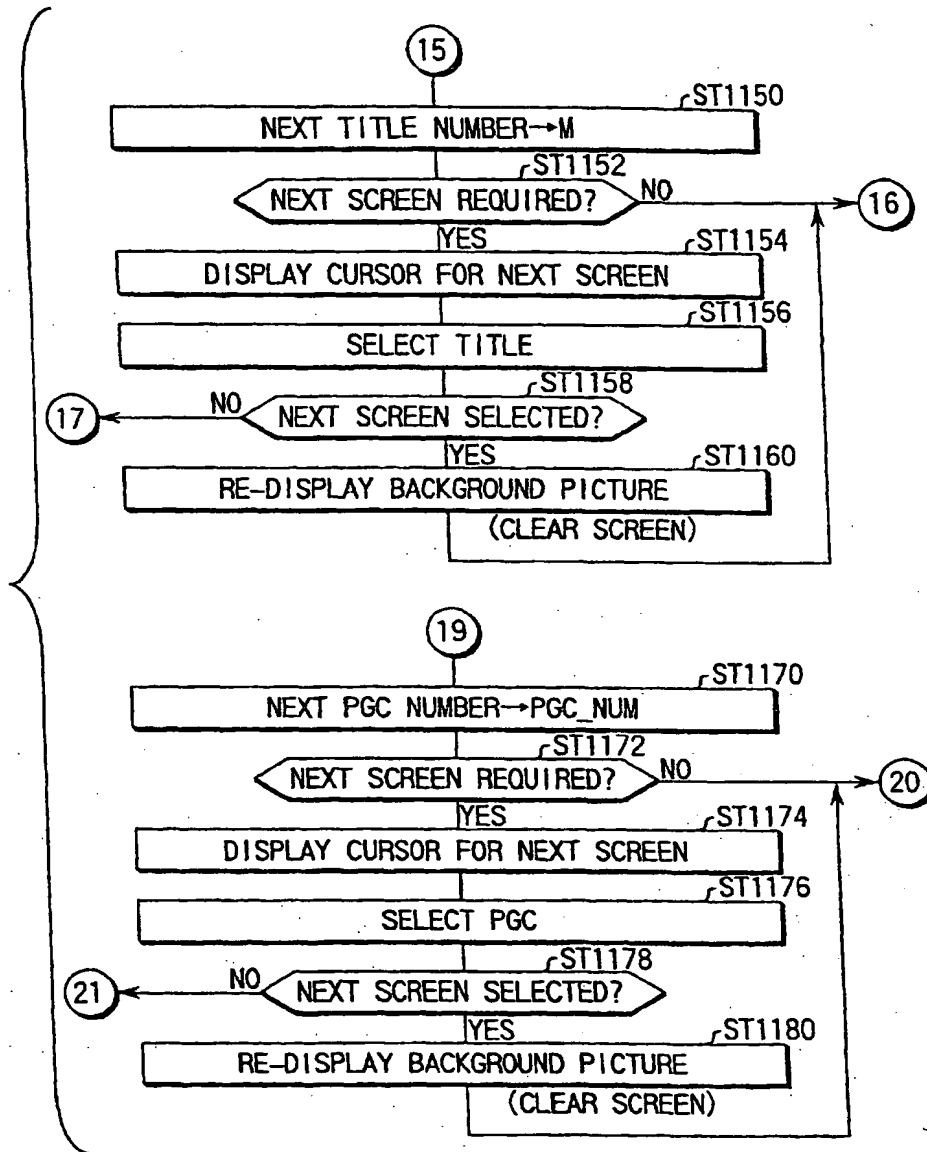 15
ST1150
NEXT TITLE NUMBER→M
ST1152
NEXT SCREEN REQUIRED?
NO
16
YES
ST1154
DISPLAY CURSOR FOR NEXT SCREEN
ST1156
SELECT TITLE
ST1158
17
NO
NEXT SCREEN SELECTED?
YES
ST1160
RE-DISPLAY BACKGROUND PICTURE
(CLEAR SCREEN)
19
ST1170
NEXT PGC NUMBER→PGC_NUM
ST1172
NEXT SCREEN REQUIRED?
NO
20
YES
ST1174
DISPLAY CURSOR FOR NEXT SCREEN
ST1176
SELECT PGC
ST1178
21
NO
NEXT SCREEN SELECTED?
YES
ST1180
RE-DISPLAY BACKGROUND PICTURE
(CLEAR SCREEN)